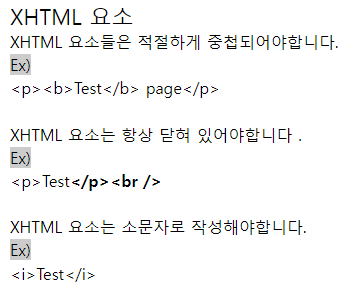 XHTML 요소
XHTML 요소들은 적절하게 중첩되어야합니다.
Ex)
<p><b>Test</b> page</p>
XHTML 요소는 항상 닫혀 있어야합니다 .
Ex)
<p>Test</p><br />
XHTML 요소는 소문자로 작성해야합니다.
Ex)
<i>Test</i>